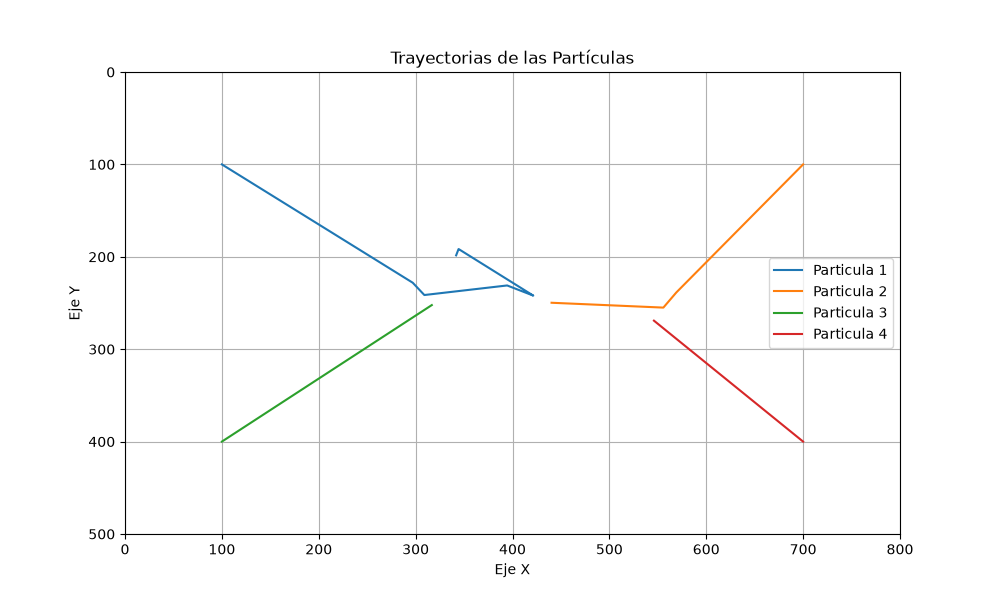 Trayectorias de las Partículas
0
100
200
300
400
500
Eje Y
0 100 200 300 400 500 600 700 800
Eje X
Particula 1
Particula 2
Particula 3
Particula 4